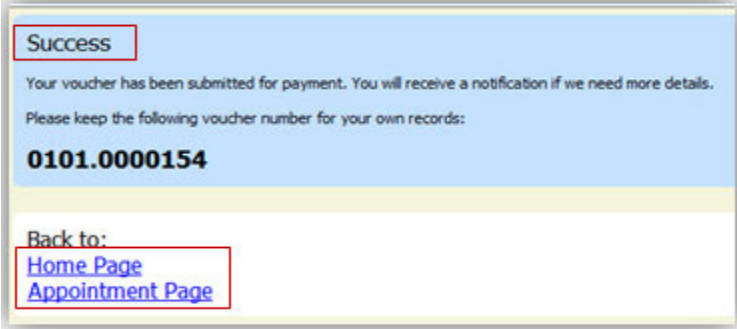 Success
Your voucher has been submitted for payment. You will receive a notification if we need more details.
Please keep the following voucher number for your own records:
0101.0000154
Back to:
Home Page
Appointment Page